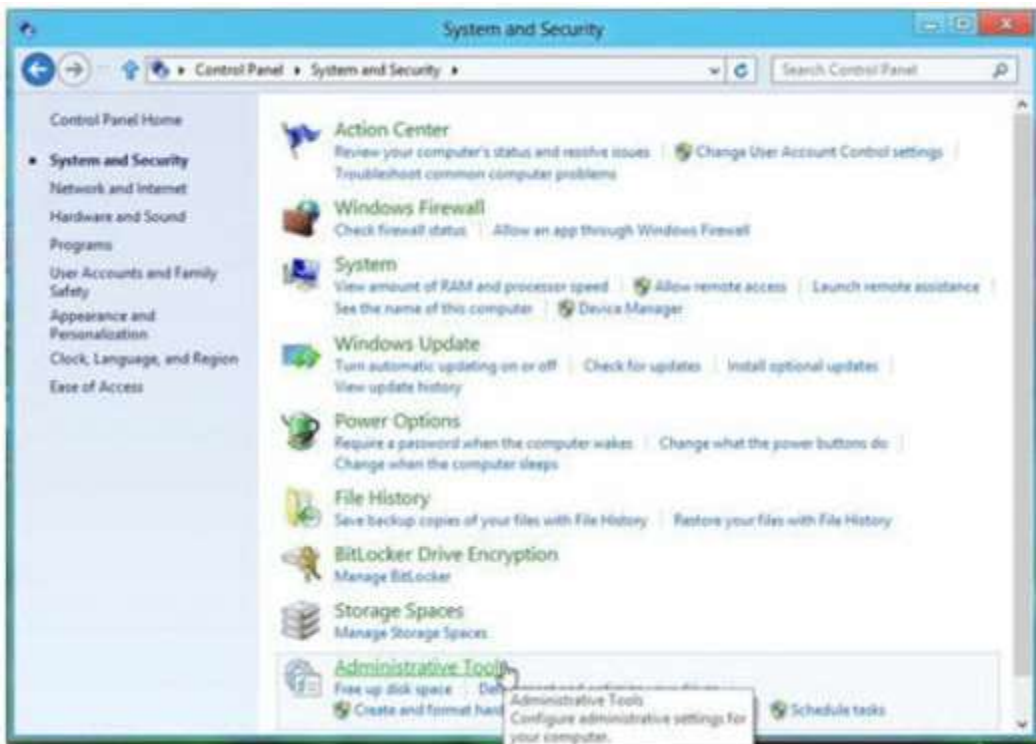 System and Security
Control Panel ▸ System and Security ▸
Search Control Panel
Control Panel Home
System and Security
Network and Internet
Hardware and Sound
Programs
User Accounts and Family
Safety
Appearance and
Personalization
Clock, Language, and Region
Ease of Access
Action Center
Review your computer's status and resolve issues
Change User Account Control settings
Troubleshoot common computer problems
Windows Firewall
Check firewall status
Allow an app through Windows Firewall
System
View amount of RAM and processor speed
Allow remote access
Launch remote assistance
See the name of this computer
Device Manager
Windows Update
Turn automatic updating on or off
Check for updates
Install optional updates
View update history
Power Options
Require a password when the computer wakes
Change what the power buttons do
Change when the computer sleeps
File History
Save backup copies of your files with File History
Restore your files with File History
BitLocker Drive Encryption
Manage BitLocker
Storage Spaces
Manage Storage Spaces
Administrative Tools
Free up disk space
Create and format hard
Schedule tasks
Administrative Tools
Configure administrative settings for
your computer.